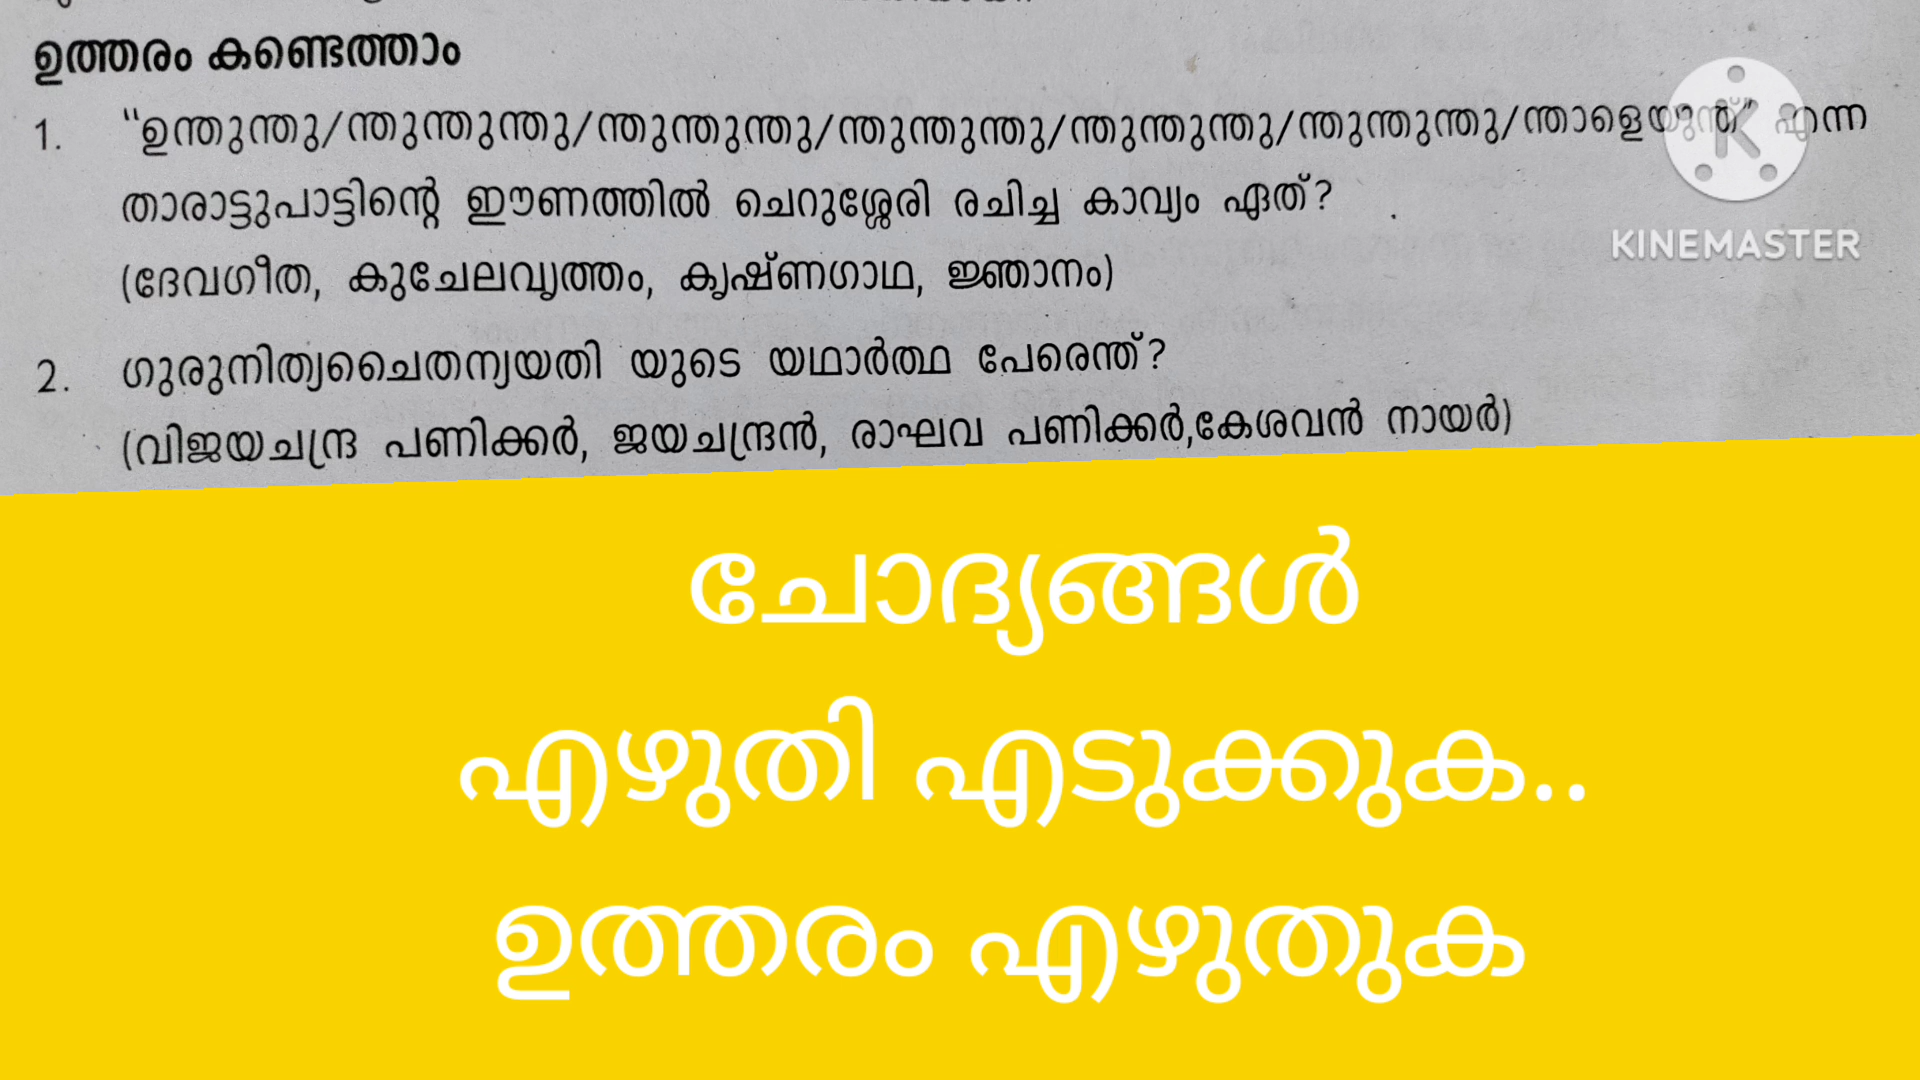 ഉത്തരം കണ്ടെത്താം
1. “ഉന്തുന്തു/ന്തുന്തുന്തു/ന്തുന്തുന്തു/ന്തുന്തുന്തു/ന്തുന്തുന്തു/ന്തുന്തുന്തു/ന്താളെയുന്ത്” എന്ന
താരാട്ടുപാട്ടിന്റെ ഈണത്തിൽ ചെറുശ്ശേരി രചിച്ച കാവ്യം ഏത്?
(ദേവഗീത, കുചേലവൃത്തം, കൃഷ്ണഗാഥ, ജ്ഞാനം)
2. ഗുരുനിത്യചൈതന്യയതി യുടെ യഥാർത്ഥ പേരെന്ത്?
(വിജയചന്ദ്ര പണിക്കർ, ജയചന്ദ്രൻ, രാഘവ പണിക്കർ,കേശവൻ നായർ)
KINEMASTER
ചോദ്യങ്ങൾ
എഴുതി എടുക്കുക..
ഉത്തരം എഴുതുക